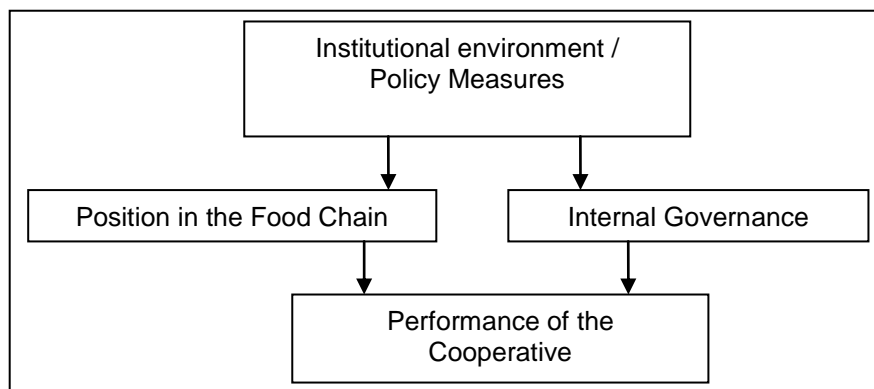 Institutional environment /
Policy Measures
Position in the Food Chain
Internal Governance
Performance of the
Cooperative